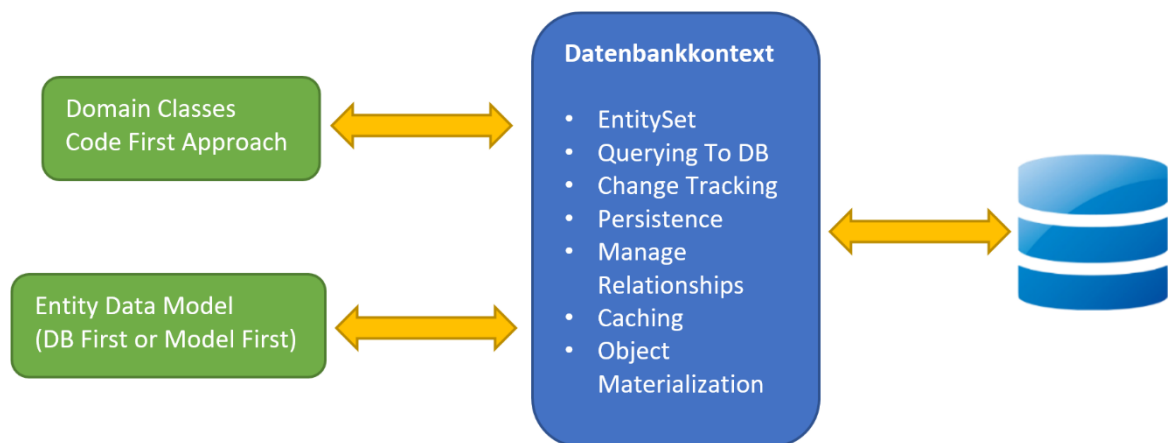 Domain Classes
Code First Approach
Entity Data Model
(DB First or Model First)
Datenbankkontext
• EntitySet
• Querying To DB
• Change Tracking
• Persistence
• Manage
Relationships
• Caching
• Object
Materialization